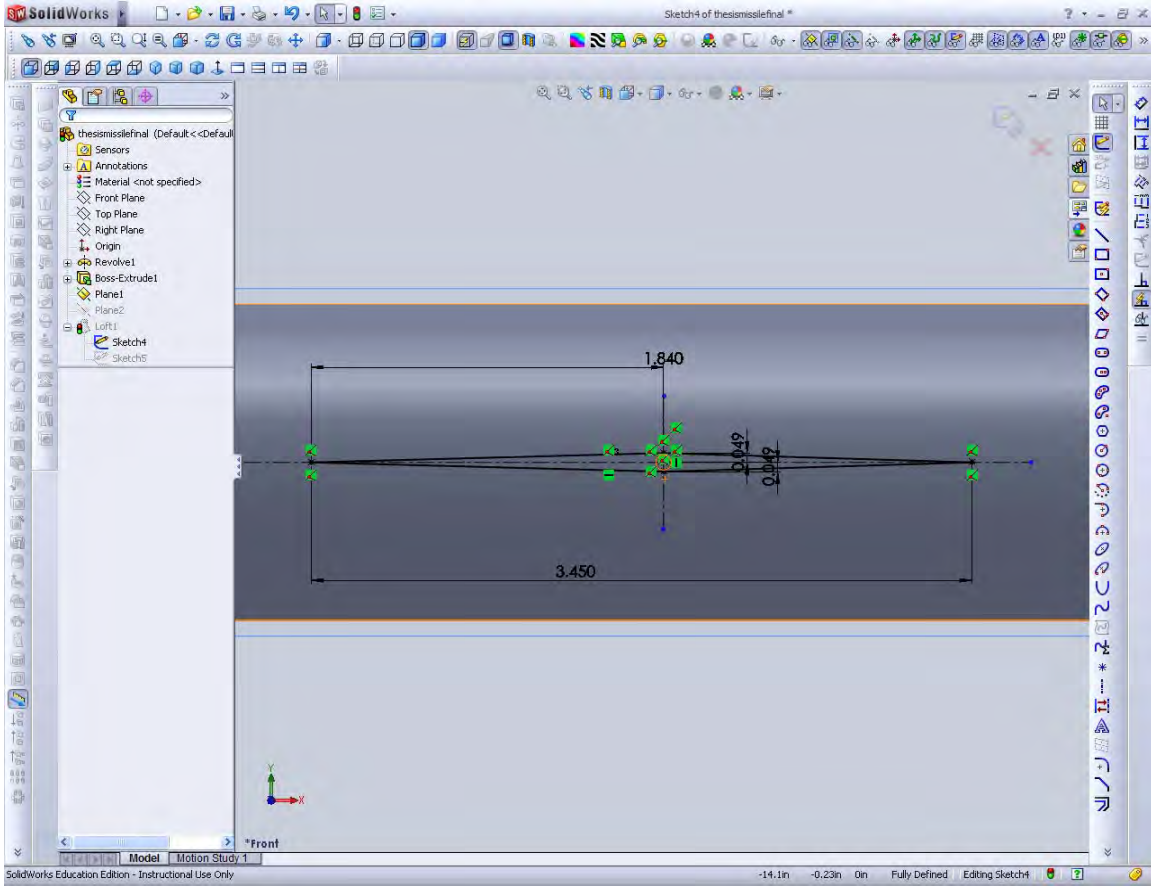 SolidWorks
Sketch4 of thesismissilefinal *
thesismissilefinal (Default<<Defaul
Sensors
A Annotations
Material <not specified>
Front Plane
Top Plane
Right Plane
Origin
Revolve1
Boss-Extrude1
Plane1
Plane2
Loft1
Sketch4
Sketch5
1.840
0.049
0.049
3.450
Y
X
*Front
Model Motion Study 1
SolidWorks Education Edition - Instructional Use Only
-14.1in -0.23in 0in Fully Defined Editing Sketch4